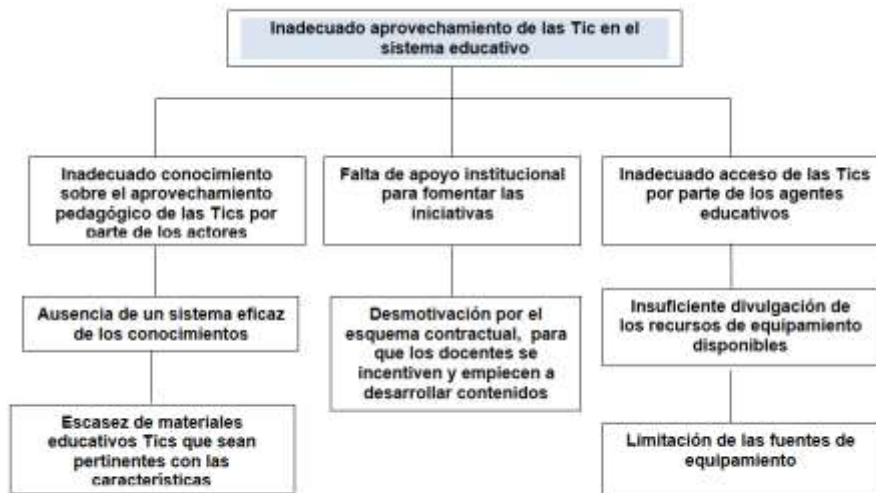 Inadecuado aprovechamiento de las Tic en el
sistema educativo
Inadecuado conocimiento
sobre el aprovechamiento
pedagógico de las Tics por
parte de los actores
Falta de apoyo institucional
para fomentar las
iniciativas
Inadecuado acceso de las Tics
por parte de los agentes
educativos
Ausencia de un sistema eficaz
de los conocimientos
Desmotivación por el
esquema contractual, para
que los docentes se
incentiven y empiecen a
desarrollar contenidos
Insuficiente divulgación de
los recursos de equipamiento
disponibles
Escasez de materiales
educativos Tics que sean
pertinentes con las
características
Limitación de las fuentes de
equipamiento